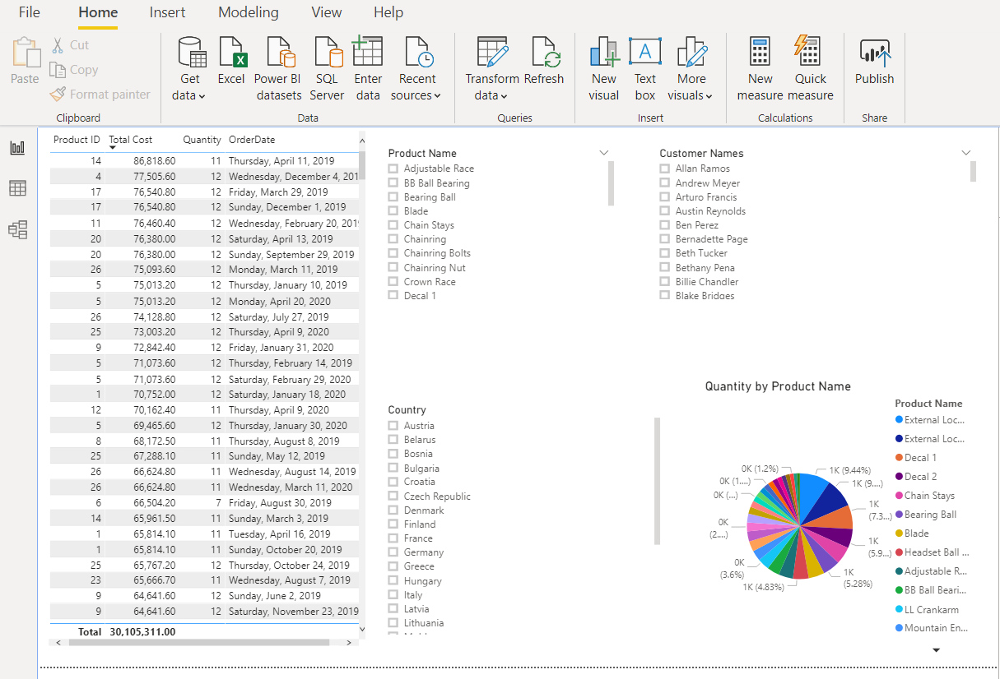 File Home Insert Modeling View Help
Paste
Cut
Copy
Format painter
Clipboard
Get data
Excel
Power BI datasets
SQL Server
Enter data
Recent sources
Data
Transform data
Refresh
Queries
New visual
Text box
More visuals
Insert
New measure
Quick measure
Calculations
Publish
Share
Product ID Total Cost Quantity OrderDate
14 86,818.60 11 Thursday, April 11, 2019
4 77,505.60 12 Wednesday, December 4, 201
17 76,540.80 12 Friday, March 29, 2019
17 76,540.80 12 Sunday, December 1, 2019
11 76,460.40 12 Wednesday, February 20, 201
20 76,380.00 12 Saturday, April 13, 2019
20 76,380.00 12 Sunday, September 29, 2019
26 75,093.60 12 Monday, March 11, 2019
5 75,013.20 12 Thursday, January 10, 2019
5 75,013.20 12 Monday, April 20, 2020
26 74,128.80 12 Saturday, July 27, 2019
25 73,003.20 12 Thursday, April 9, 2020
9 72,842.40 12 Friday, January 31, 2020
5 71,073.60 12 Thursday, February 14, 2019
5 71,073.60 12 Saturday, February 29, 2020
1 70,752.00 12 Saturday, January 18, 2020
12 70,162.40 11 Thursday, April 9, 2020
5 69,465.60 12 Thursday, January 30, 2020
8 68,172.50 11 Thursday, August 8, 2019
25 67,288.10 11 Sunday, May 12, 2019
26 66,624.80 11 Wednesday, August 14, 2019
26 66,624.80 11 Wednesday, March 11, 2020
6 66,504.20 7 Friday, August 30, 2019
14 65,961.50 11 Sunday, March 3, 2019
1 65,814.10 11 Tuesday, April 16, 2019
1 65,814.10 11 Sunday, October 20, 2019
25 65,767.20 12 Thursday, October 24, 2019
23 65,666.70 11 Wednesday, August 7, 2019
9 64,641.60 12 Sunday, June 2, 2019
9 64,641.60 12 Saturday, November 23, 2019
Total 30,105,311.00
Product Name
Adjustable Race
BB Ball Bearing
Bearing Ball
Blade
Chain Stays
Chainring
Chainring Bolts
Chainring Nut
Crown Race
Decal 1
Customer Names
Allan Ramos
Andrew Meyer
Arturo Francis
Austin Reynolds
Ben Perez
Bernadette Page
Beth Tucker
Bethany Pena
Billie Chandler
Blake Bridges
Country
Austria
Belarus
Bosnia
Bulgaria
Croatia
Czech Republic
Denmark
Finland
France
Germany
Greece
Hungary
Italy
Latvia
Lithuania
Quantity by Product Name
0K (1.2%)
0K (1....)
0K (...)
0K
(2....)
0K
(3.6%)
1K (4.83%)
1K (9.44%)
1K (9....)
1K
(7.3...)
1K
(5.9...)
1K
(5.28%)
Product Name
External Loc...
External Loc...
Decal 1
Decal 2
Chain Stays
Bearing Ball
Blade
Headset Ball ...
Adjustable R...
BB Ball Beari...
LL Crankarm
Mountain En...